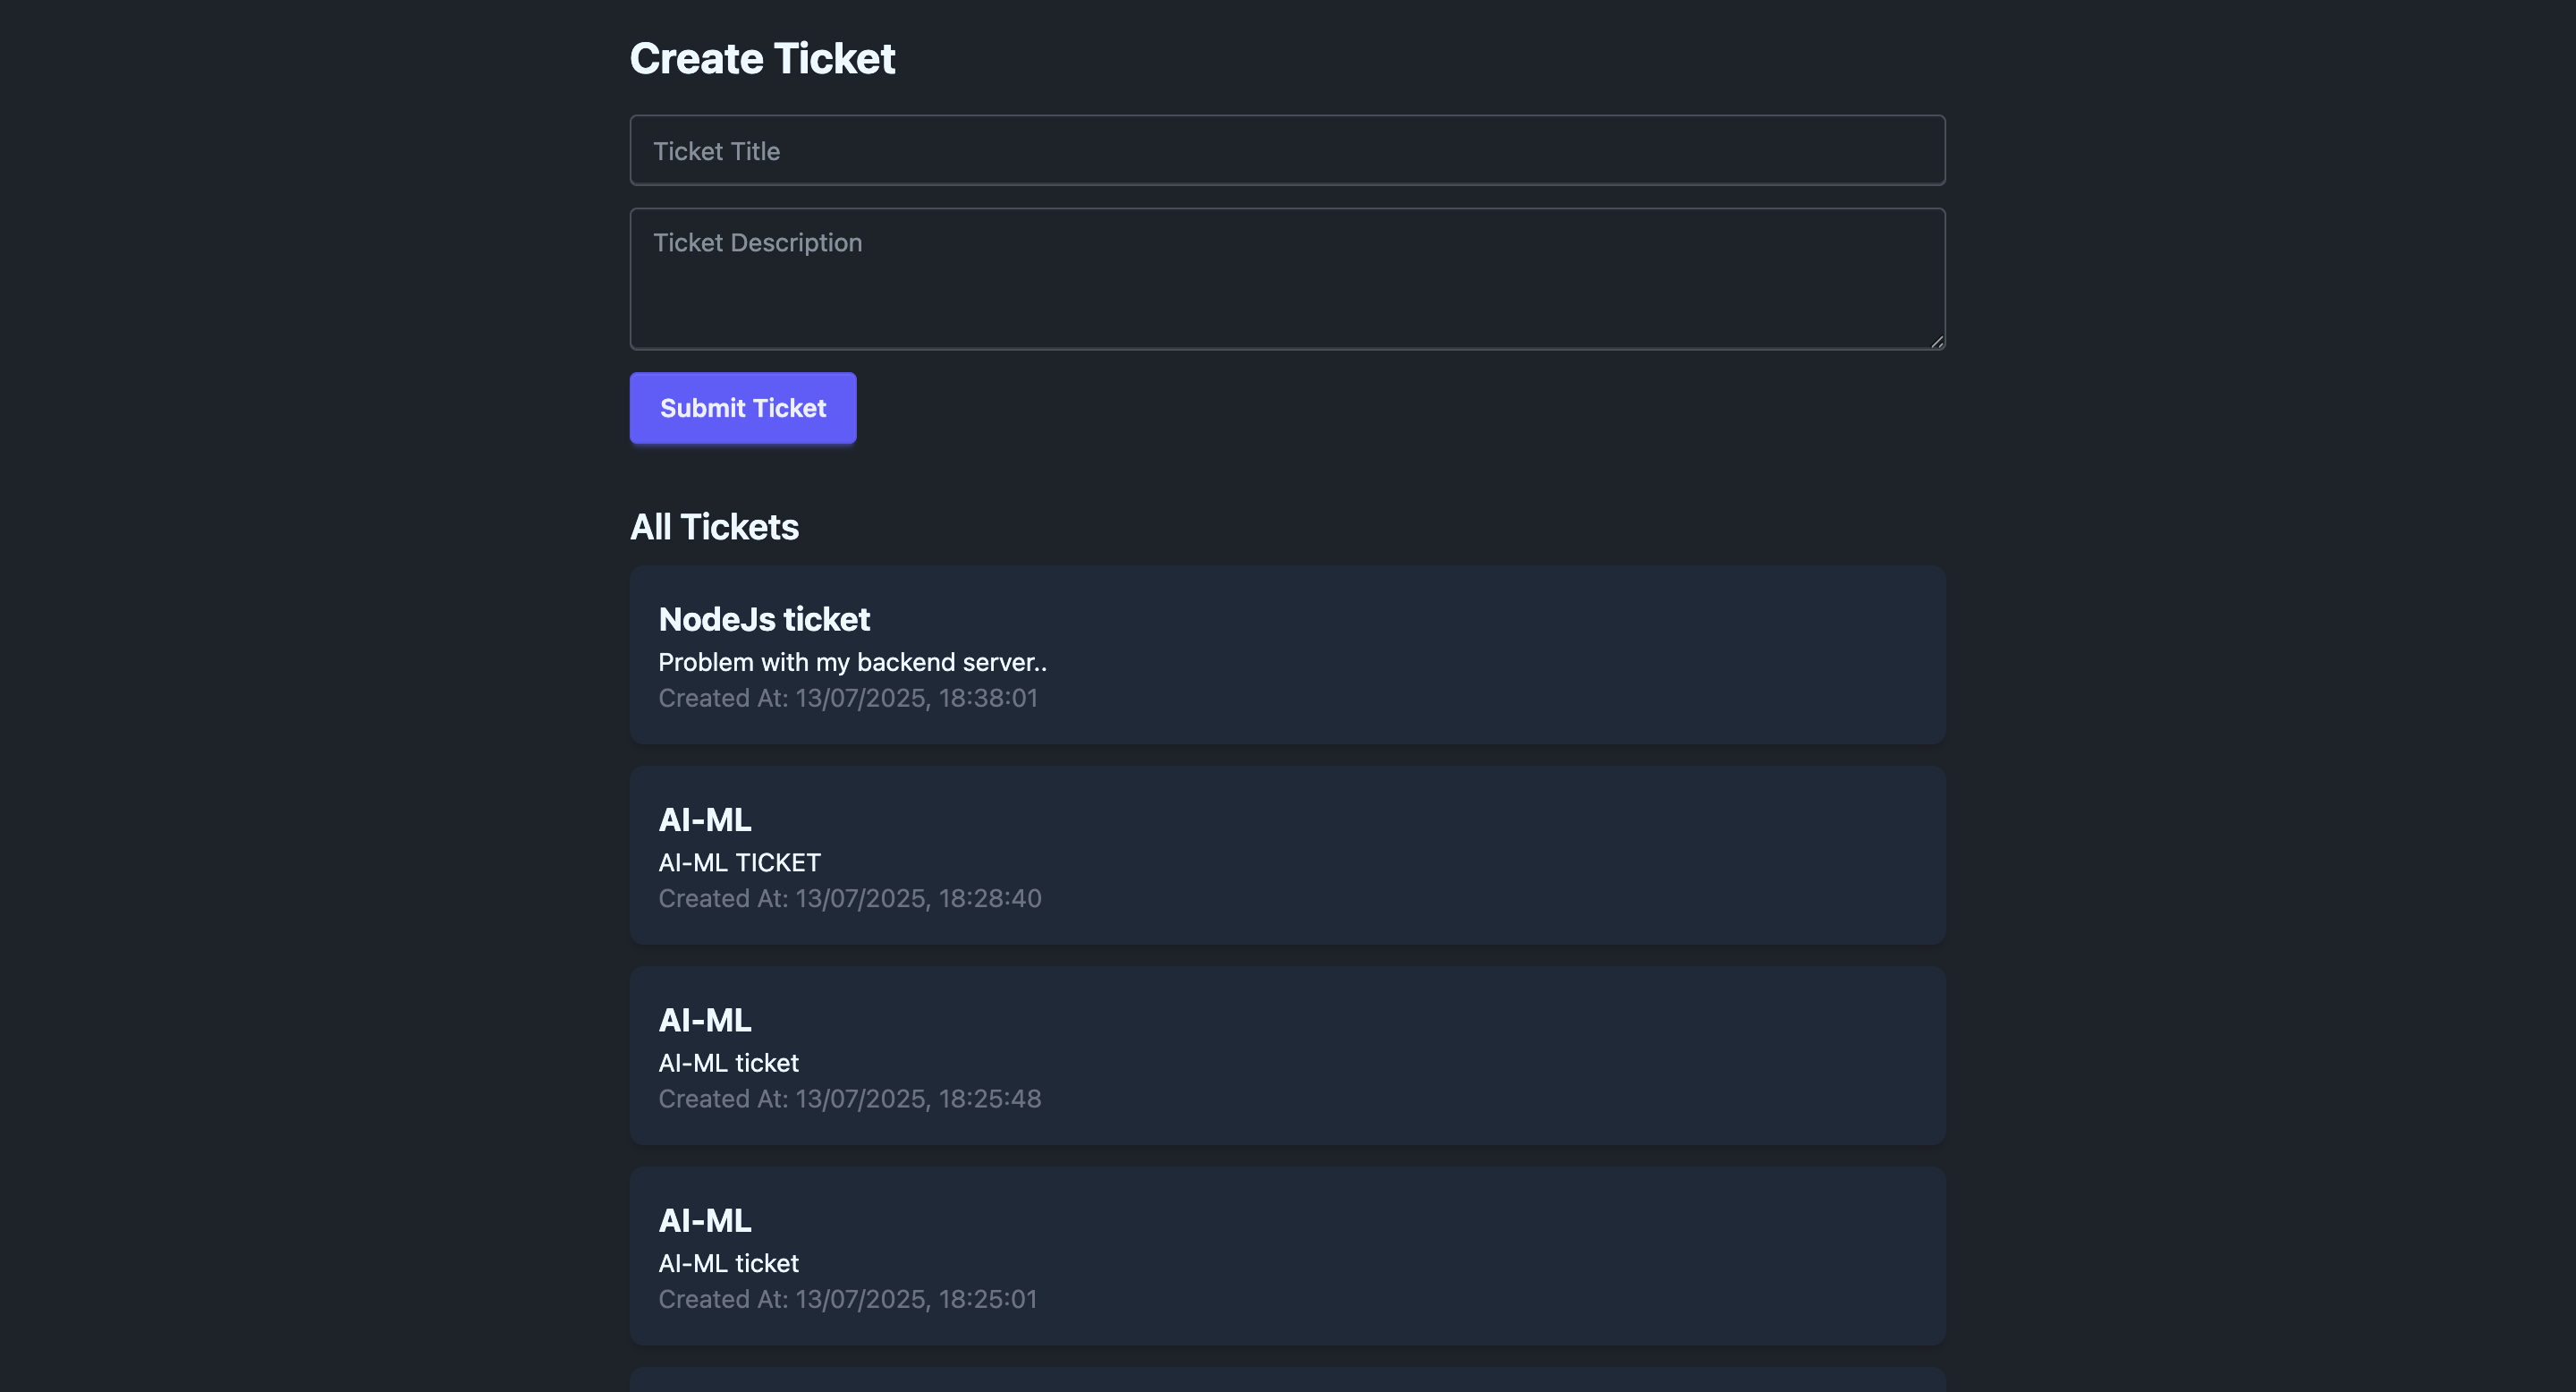 Create Ticket
Ticket Title
Ticket Description
Submit Ticket
All Tickets
NodeJs ticket
Problem with my backend server..
Created At: 13/07/2025, 18:38:01
AI-ML
AI-ML TICKET
Created At: 13/07/2025, 18:28:40
AI-ML
AI-ML ticket
Created At: 13/07/2025, 18:25:48
AI-ML
AI-ML ticket
Created At: 13/07/2025, 18:25:01